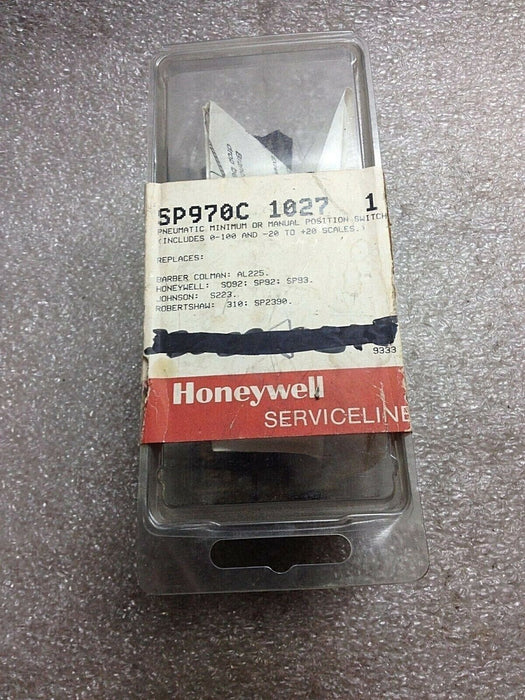 SP970C 1027 1
PNEUMATIC MINIMUM OR MANUAL POSITION SWITCH
(INCLUDES 0-100 AND -20 TO +20 SCALES.)
REPLACES:
BARBER COLMAN: AL225.
HONEYWELL: SO92: SP92: SP93.
JOHNSON: S223.
ROBERTSHAW: 310: SP2390.
9333
Honeywell
SERVICELINE